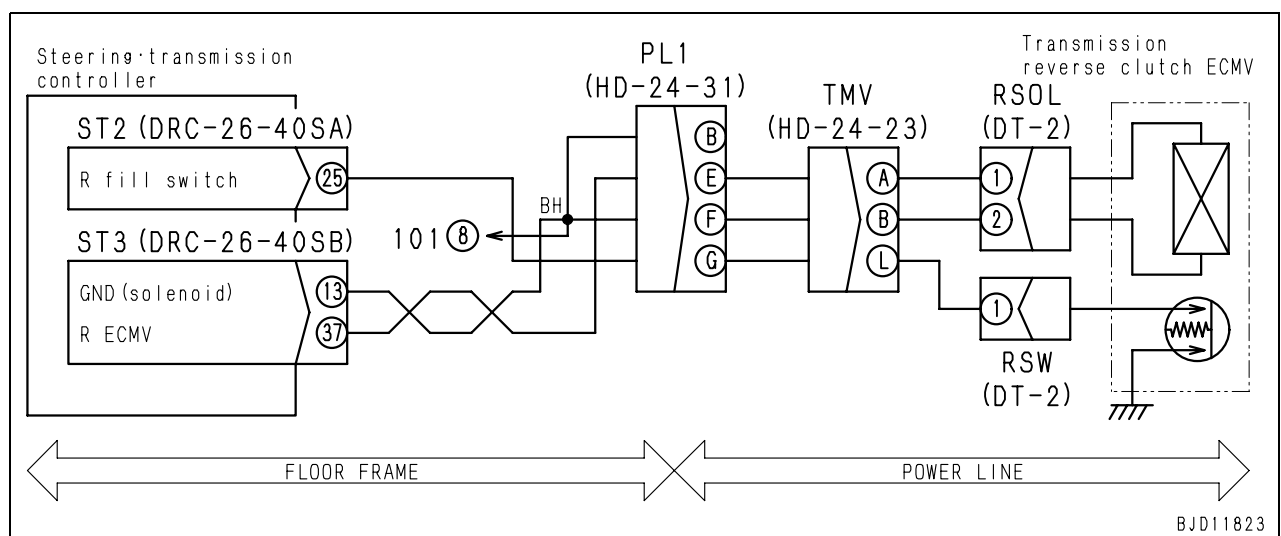 Steering·transmission
controller
ST2 (DRC-26-40SA)
R fill switch
25
ST3 (DRC-26-40SB)
GND (solenoid)
13
R ECMV
37
101
8
BH
PL1
(HD-24-31)
B
E
F
G
TMV
(HD-24-23)
A
B
L
RSOL
(DT-2)
1
2
1
RSW
(DT-2)
Transmission
reverse clutch ECMV
FLOOR FRAME
POWER LINE
BJD11823